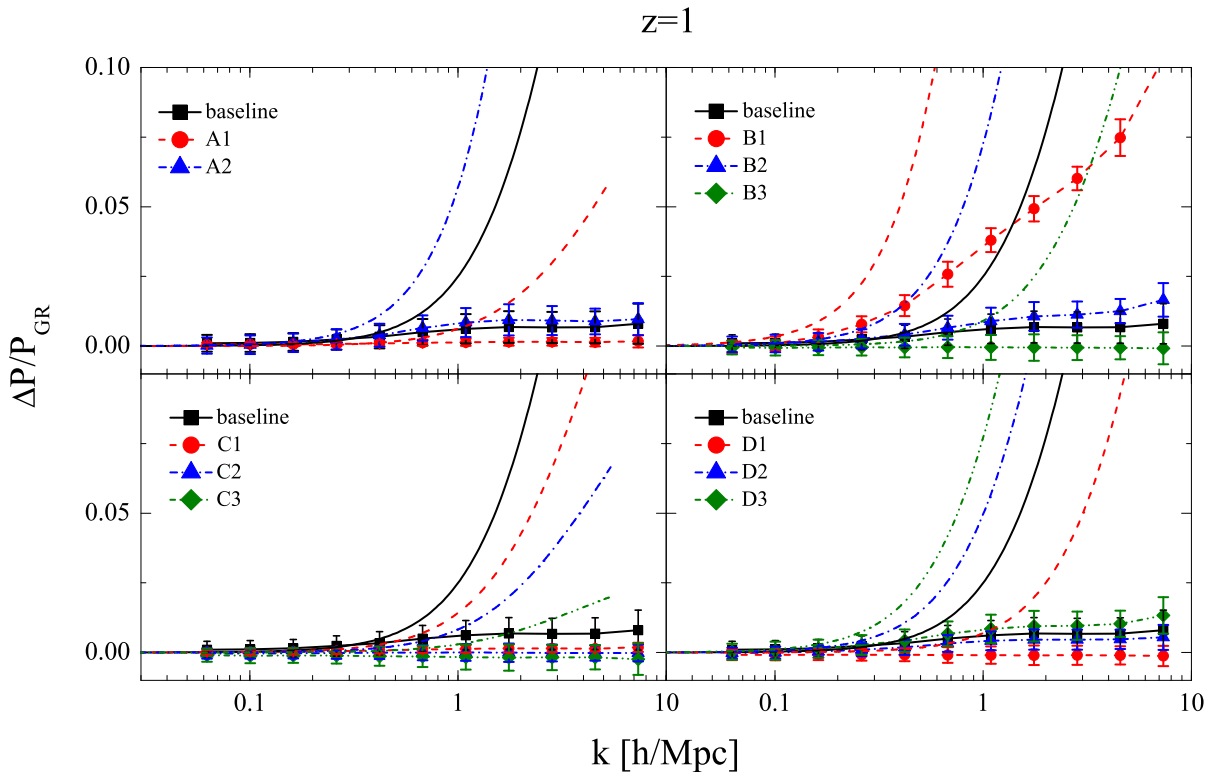 z=1
0.10
baseline
A1
A2
baseline
B1
B2
B3
0.05
0.00
ΔP/P_GR
baseline
C1
C2
C3
baseline
D1
D2
D3
0.05
0.00
0.1
1
10
0.1
1
10
k [h/Mpc]